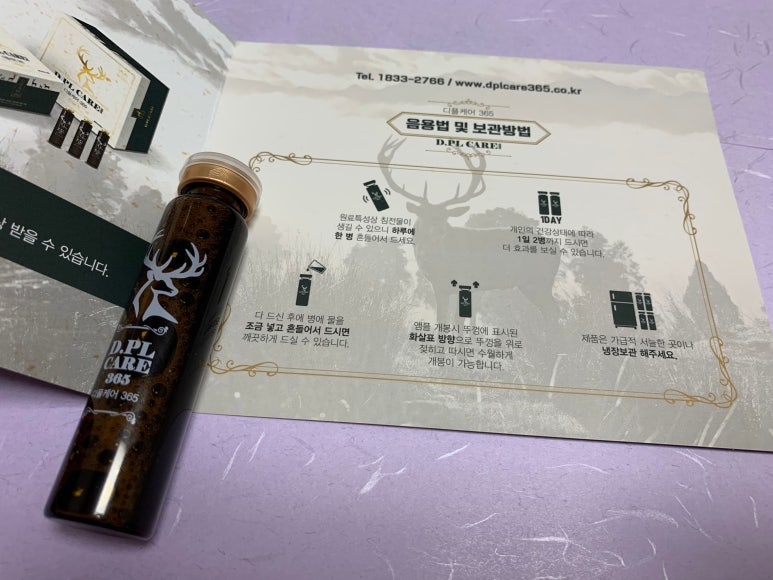 D.PL CARE
Tel. 1833-2766 / www.dplcare365.co.kr
디플케어 365
음용법 및 보관방법
D.PL CARE
원료특성상 침전물이
생길 수 있으니 하루에
한 병 흔들어서 드세요.
1DAY
개인의 건강상태에 따라
1일 2병까지 드시면
더 효과를 보실 수 있습니다.
다 드신 후에 병에 물을
조금 넣고 흔들어서 드시면
깨끗하게 드실 수 있습니다.
앰플 개봉시 뚜껑에 표시된
화살표 방향으로 뚜껑을 위로
젖히고 따시면 수월하게
개봉이 가능합니다.
제품은 가급적 서늘한 곳이나
냉장보관 해주세요.
받을 수 있습니다.
D.PL
CARE
365
디플케어 365